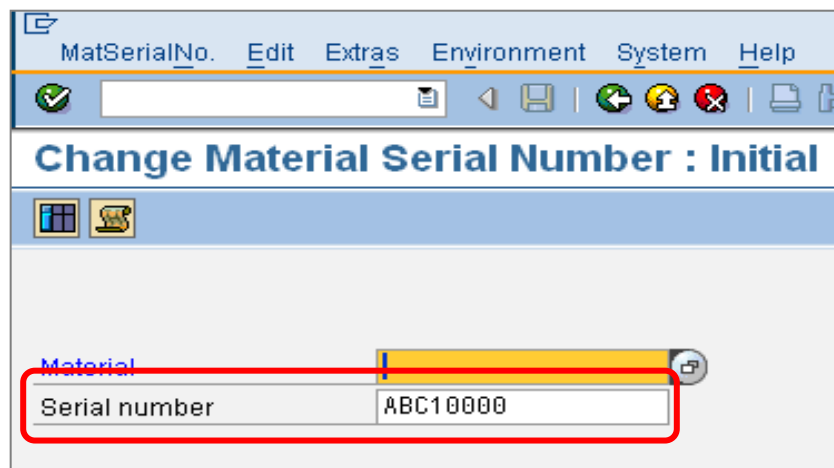 MatSerialNo. Edit Extras Environment System Help
Change Material Serial Number : Initial
Material
Serial number ABC10000